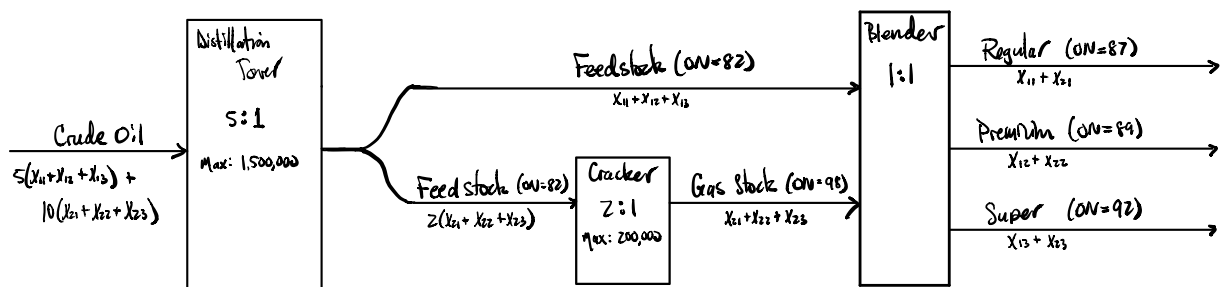 Crude Oil
5(x₁₁+x₁₂+x₁₃) +
10(x₂₁+x₂₂+x₂₃)
Distillation
Tower
5:1
Max: 1,500,000
Feedstock (ON=82)
x₁₁+x₁₂+x₁₃
Feedstock (ON=82)
2(x₂₁+x₂₂+x₂₃)
Cracker
2:1
Max: 200,000
Gas Stock (ON=98)
x₂₁+x₂₂+x₂₃
Blender
1:1
Regular (ON=87)
x₁₁+x₂₁
Premium (ON=89)
x₁₂+x₂₂
Super (ON=92)
x₁₃+x₂₃